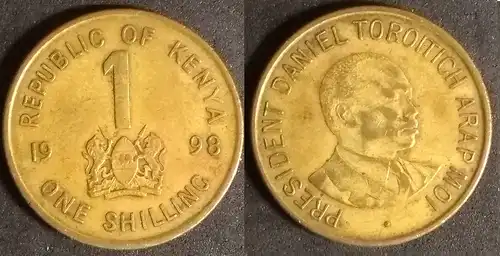 REPUBLIC OF KENYA
1
19 98
ONE SHILLING
PRESIDENT DANIEL TOROITICH ARAP MOI